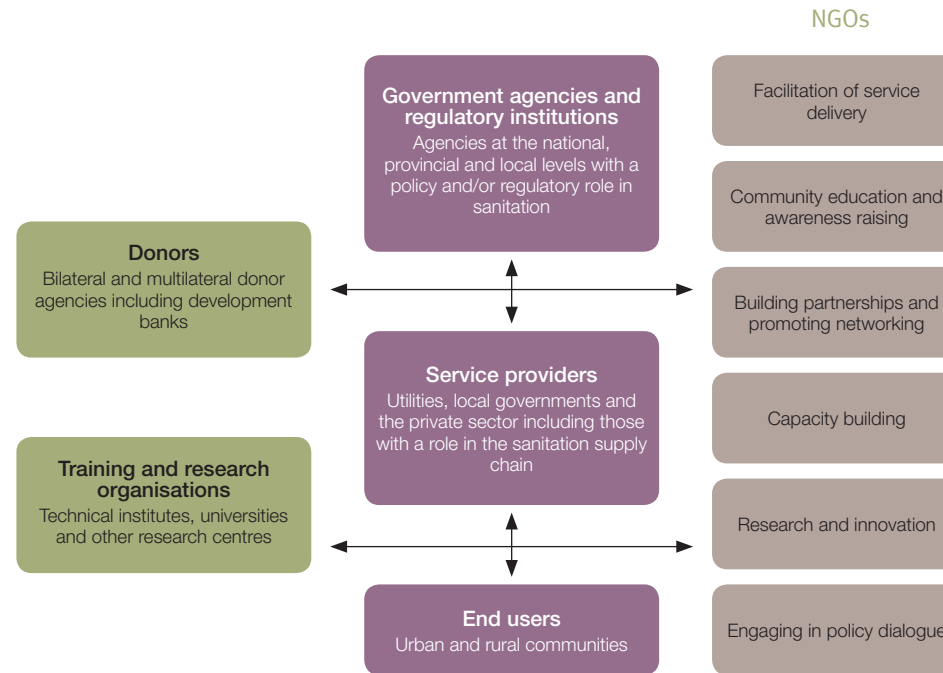 NGOs
Government agencies and
regulatory institutions
Agencies at the national,
provincial and local levels with a
policy and/or regulatory role in
sanitation
Donors
Bilateral and multilateral donor
agencies including development
banks
Service providers
Utilities, local governments and
the private sector including those
with a role in the sanitation supply
chain
Training and research
organisations
Technical institutes, universities
and other research centres
End users
Urban and rural communities
Facilitation of service
delivery
Community education and
awareness raising
Building partnerships and
promoting networking
Capacity building
Research and innovation
Engaging in policy dialogue